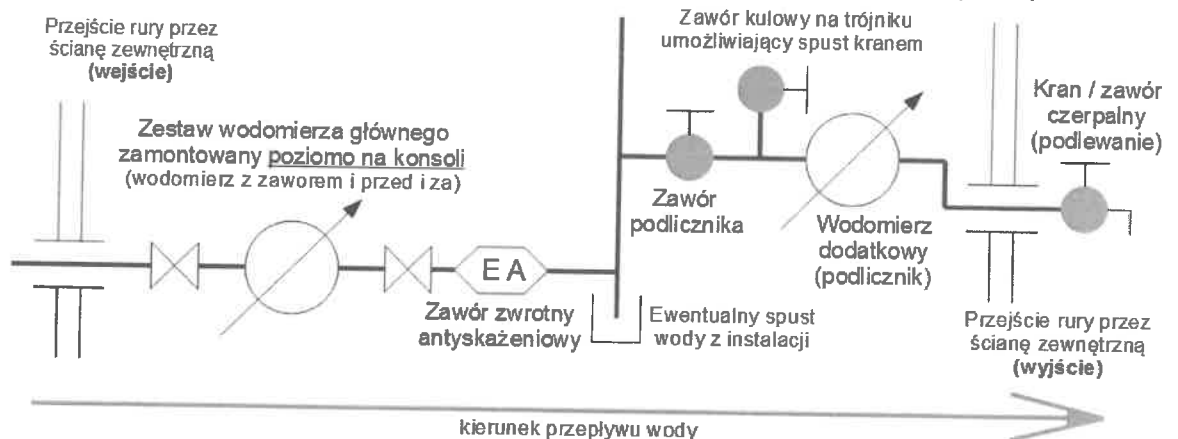 Przejście rury przez
ścianę zewnętrzną
(wejście)
Zestaw wodomierza głównego
zamontowany poziomo na konsoli
(wodomierz z zaworem i przed i za)
Zawór kulowy na trójniku
umożliwiający spust kranem
Kran / zawór
czerpalny
(podlewanie)
Zawór
podlicznika
Wodomierz
dodatkowy
(podlicznik)
EA
Zawór zwrotny
antyskażeniowy
Ewentualny spust
wody z instalacji
Przejście rury przez
ścianę zewnętrzną
(wyjście)
kierunek przepływu wody